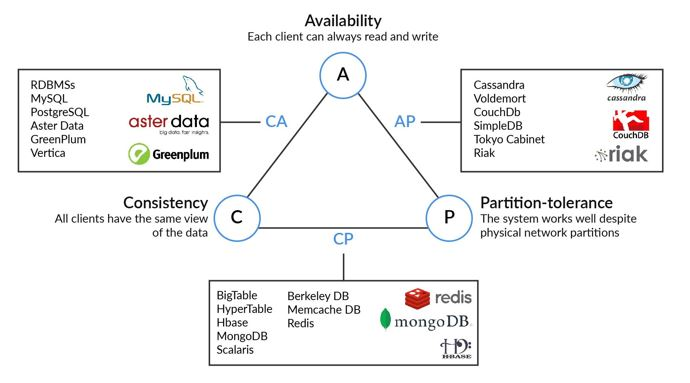 Availability
Each client can always read and write
A
RDBMSs
MySQL
PostgreSQL
Aster Data
GreenPlum
Vertica
MySQL
aster data
big data. fast insights.
Greenplum
CA
AP
Cassandra
Voldemort
CouchDb
SimpleDB
Tokyo Cabinet
Riak
cassandra
CouchDB
riak
Consistency
All clients have the same view
of the data
C
P
Partition-tolerance
The system works well despite
physical network partitions
CP
BigTable
HyperTable
Hbase
MongoDB
Scalaris
Berkeley DB
Memcache DB
Redis
redis
mongoDB
HBASE